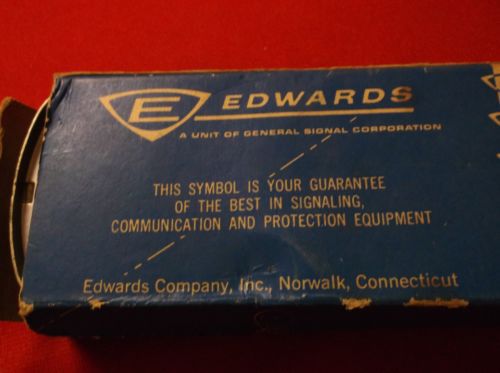 E EDWARDS
A UNIT OF GENERAL SIGNAL CORPORATION
THIS SYMBOL IS YOUR GUARANTEE
OF THE BEST IN SIGNALING,
COMMUNICATION AND PROTECTION EQUIPMENT
Edwards Company, Inc., Norwalk, Connecticut